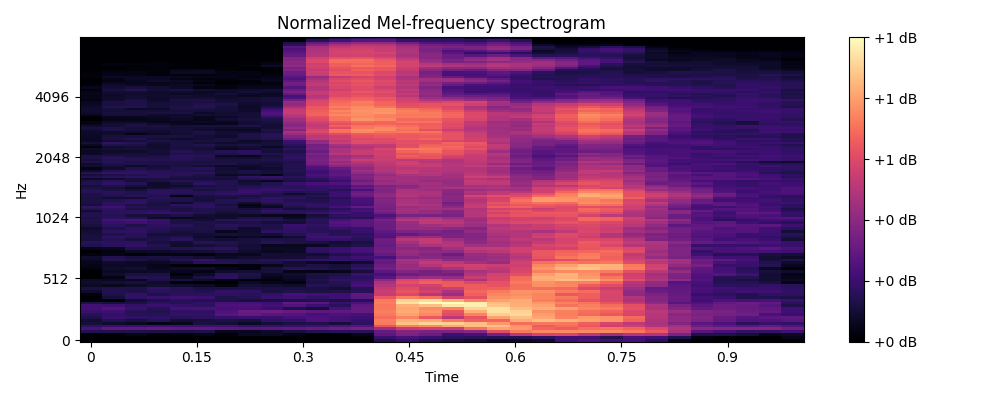 Normalized Mel-frequency spectrogram
Hz
4096
2048
1024
512
0
0 0.15 0.3 0.45 0.6 0.75 0.9
Time
+1 dB
+1 dB
+1 dB
+0 dB
+0 dB
+0 dB